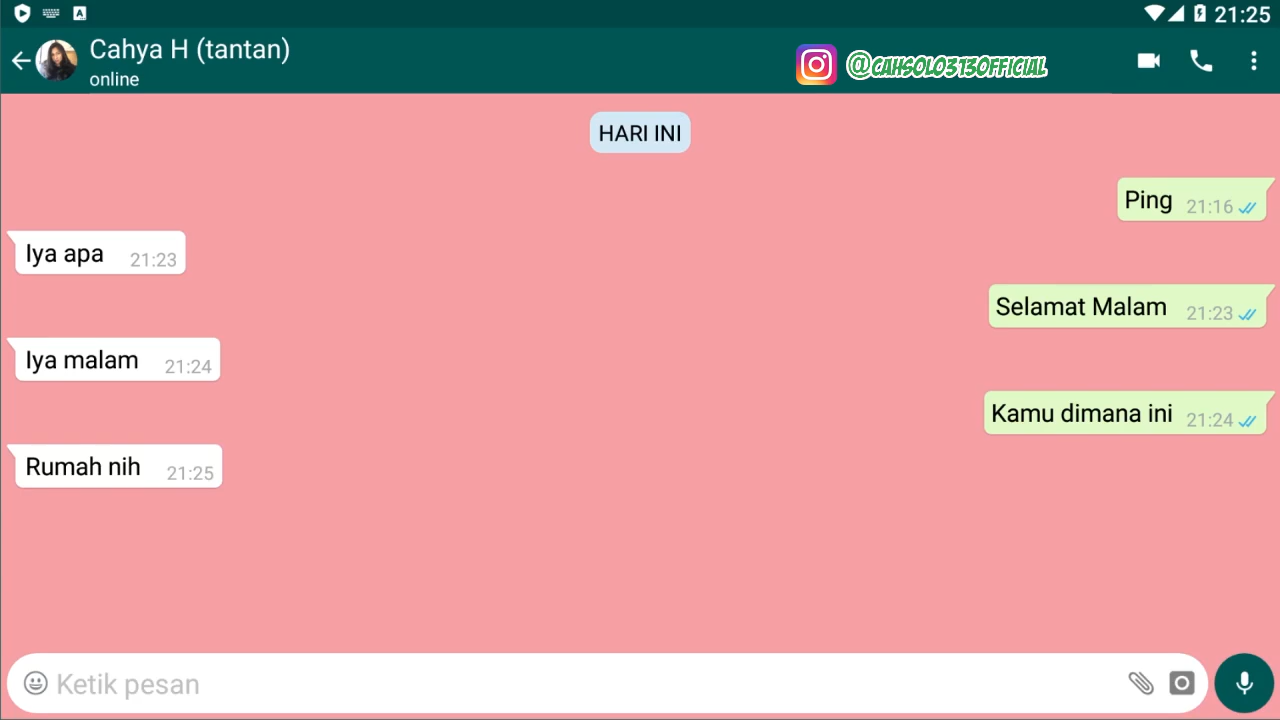 21:25
Cahya H (tantan)
online
@CAHSOLO313OFFICIAL
HARI INI
Ping 21:16
Iya apa 21:23
Selamat Malam 21:23
Iya malam 21:24
Kamu dimana ini 21:24
Rumah nih 21:25
Ketik pesan